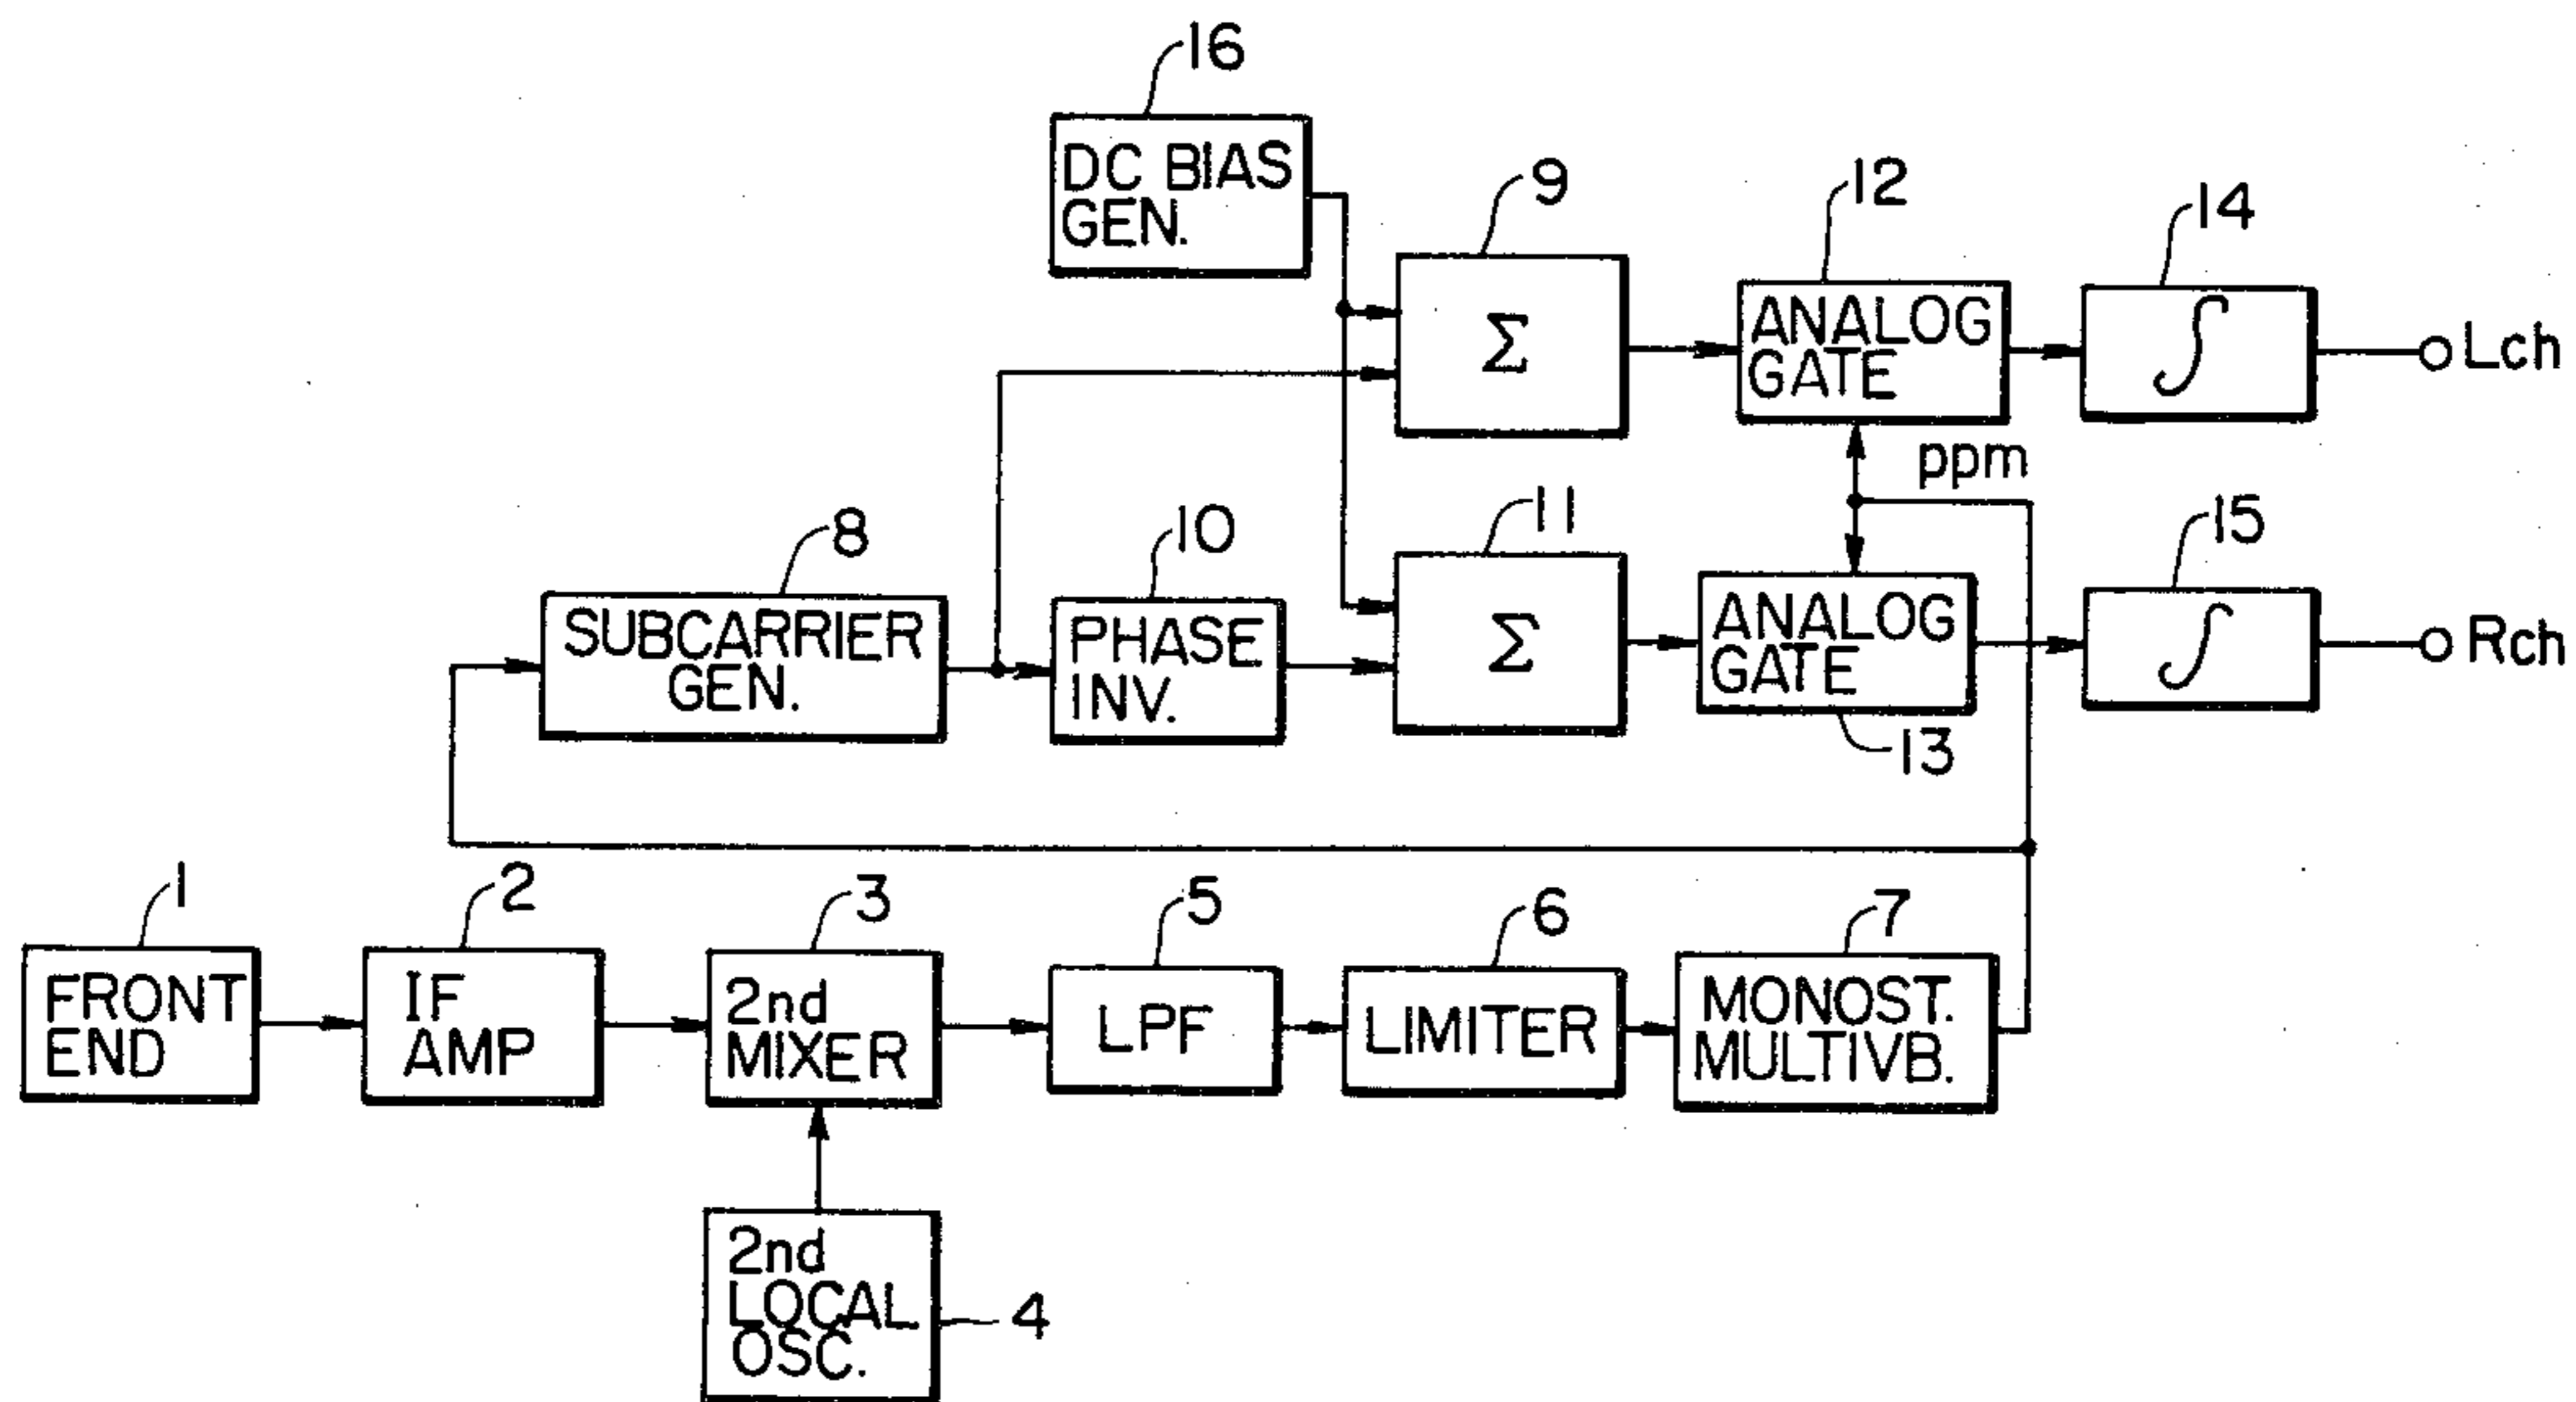 16
DC BIAS
GEN.
9
Σ
12
ANALOG
GATE
14
∫
Lch
ppm
8
SUBCARRIER
GEN.
10
PHASE
INV.
11
Σ
ANALOG
GATE
13
15
∫
Rch
1
FRONT
END
2
IF
AMP
3
2nd
MIXER
5
LPF
6
LIMITER
7
MONOST.
MULTIVB.
2nd
LOCAL
OSC.
4